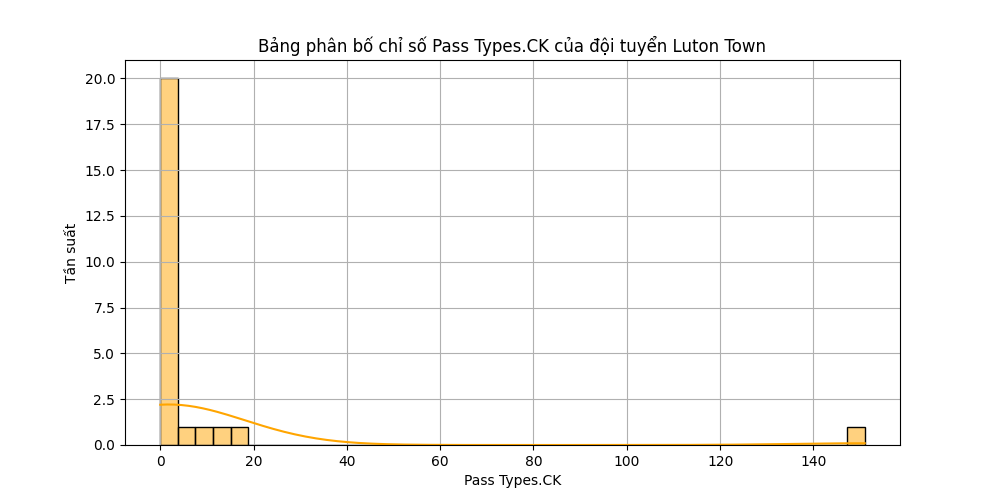 Bảng phân bố chỉ số Pass Types.CK của đội tuyển Luton Town
20.0
17.5
15.0
12.5
10.0
7.5
5.0
2.5
0.0
Tần suất
0 20 40 60 80 100 120 140
Pass Types.CK